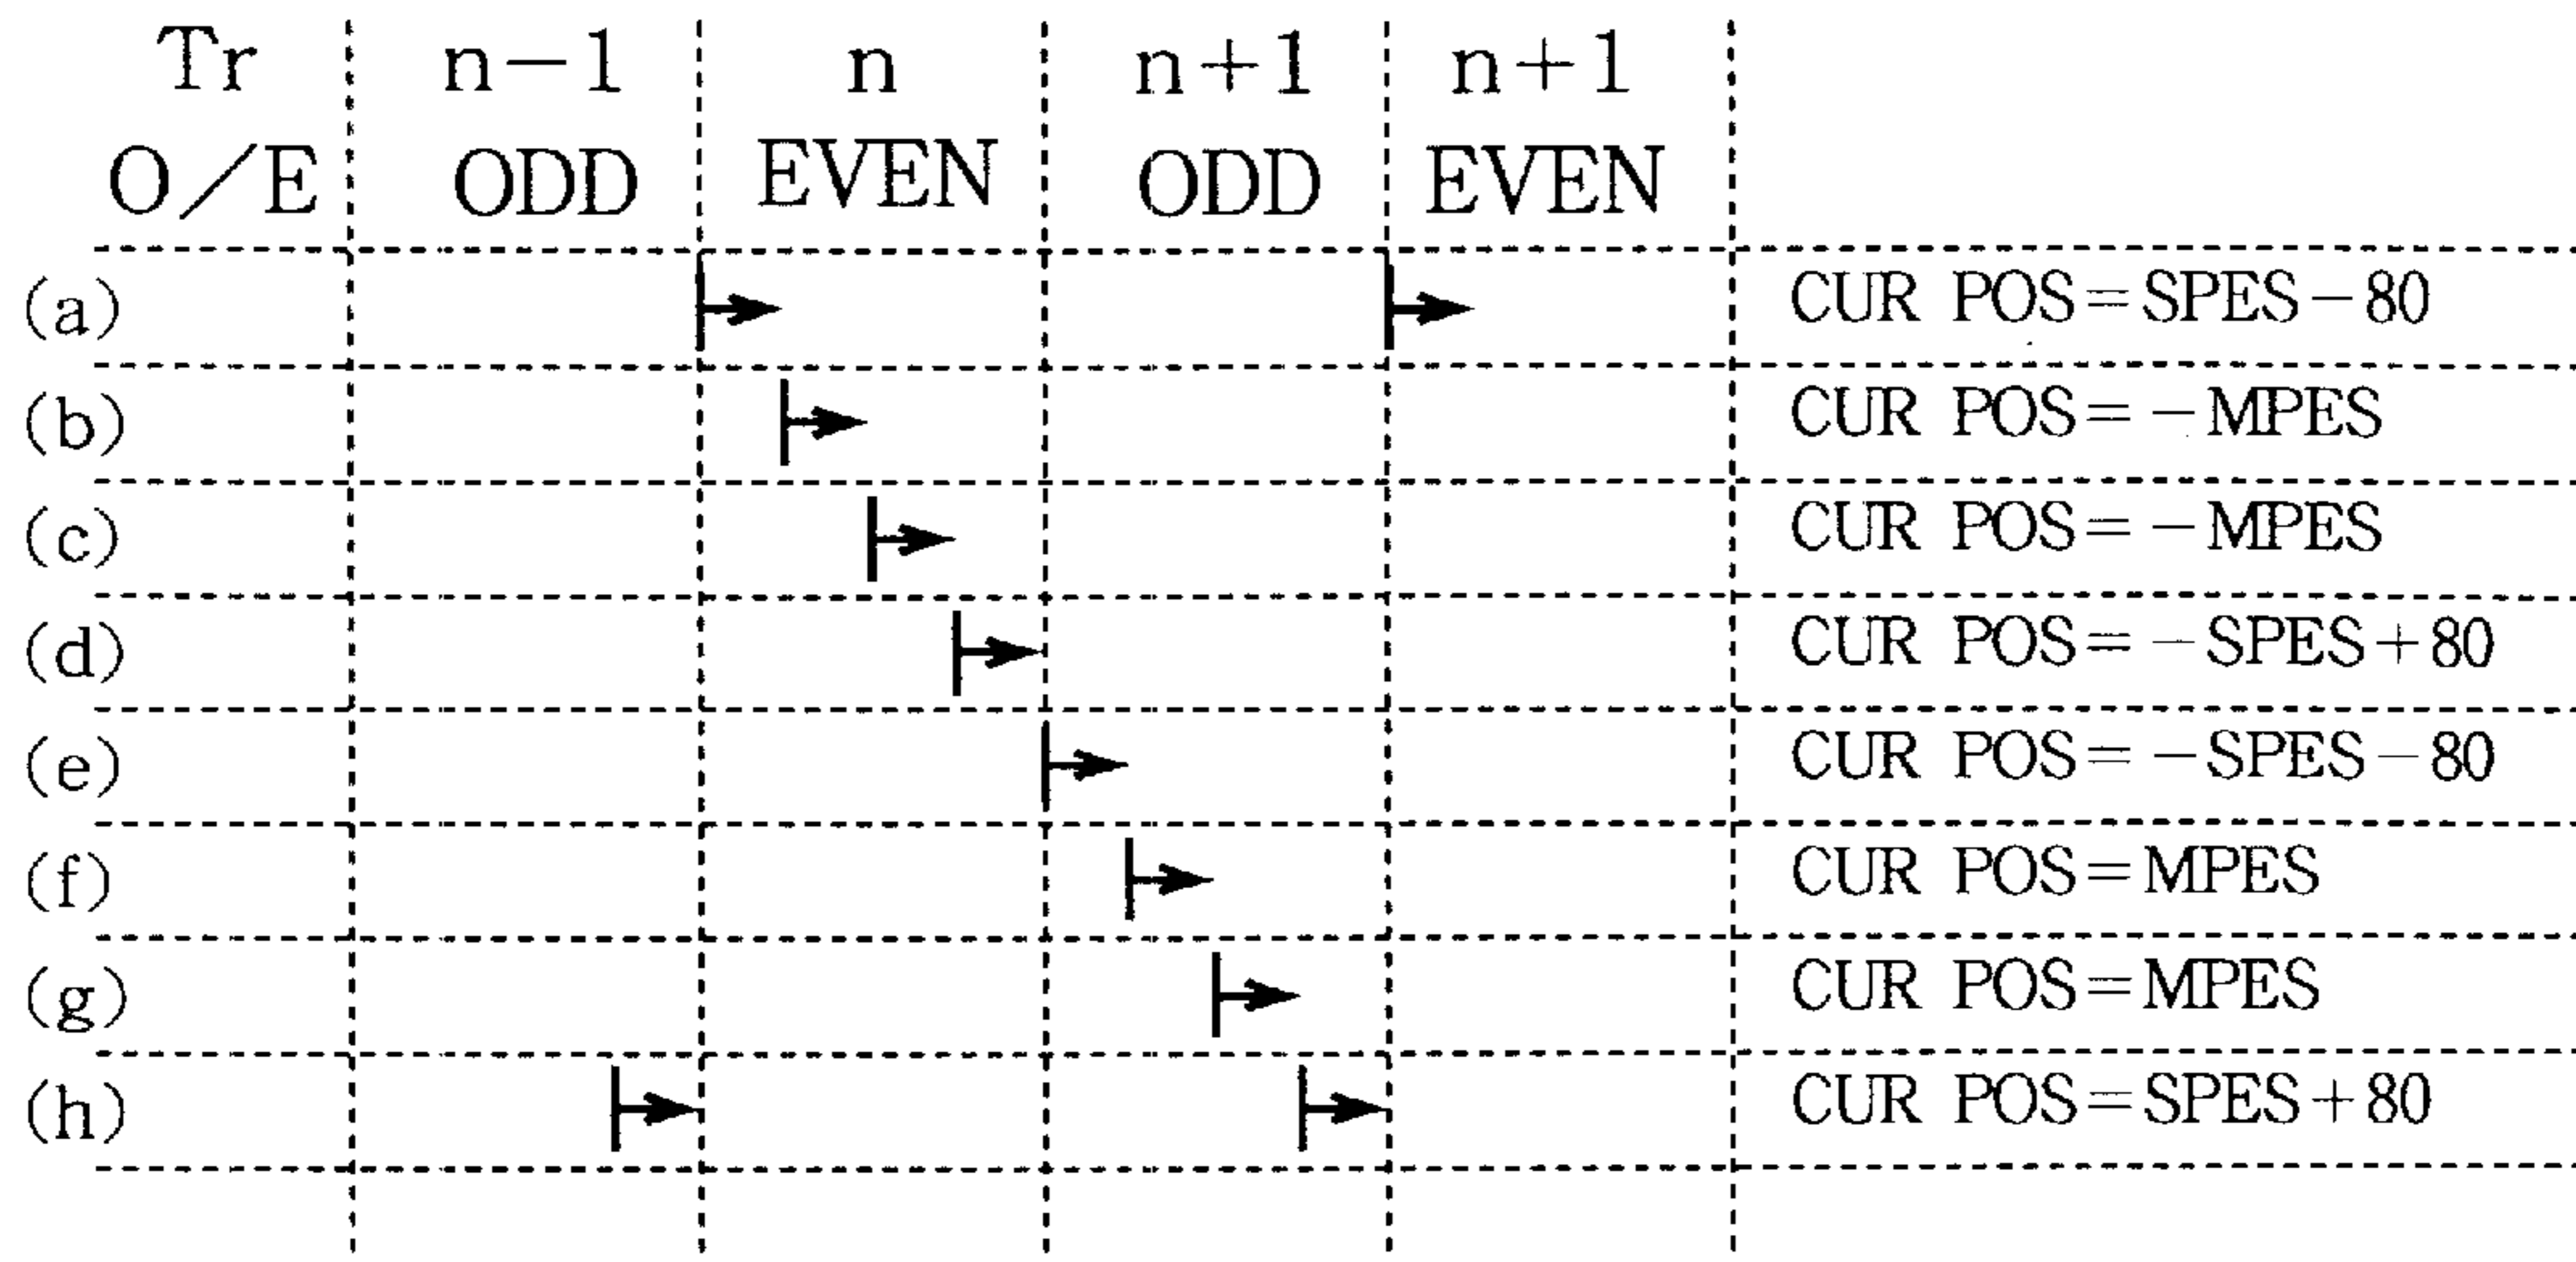 Tr n−1 n n+1 n+1
O/E ODD EVEN ODD EVEN
(a) CUR POS=SPES−80
(b) CUR POS=−MPES
(c) CUR POS=−MPES
(d) CUR POS=−SPES+80
(e) CUR POS=−SPES−80
(f) CUR POS=MPES
(g) CUR POS=MPES
(h) CUR POS=SPES+80